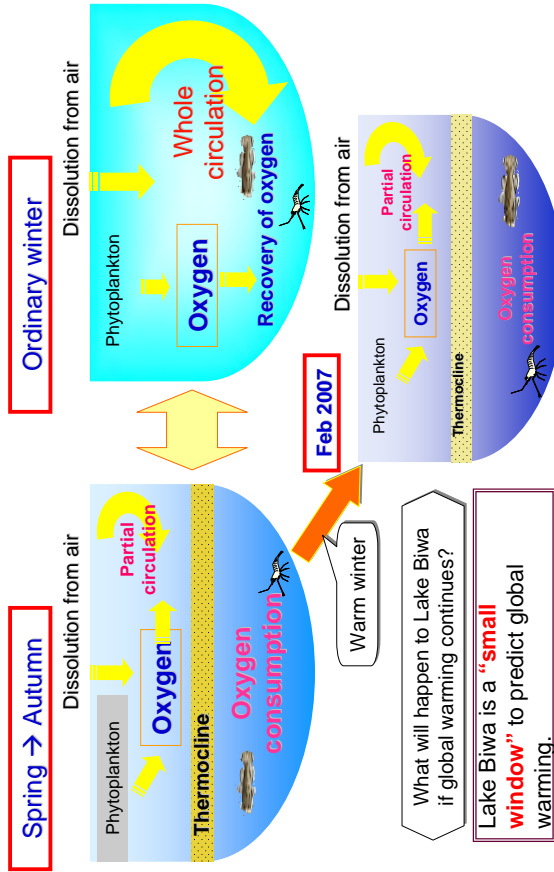 Spring → Autumn
Dissolution from air
Phytoplankton
Oxygen
Partial
circulation
Thermocline
Oxygen
consumption
Ordinary winter
Dissolution from air
Phytoplankton
Oxygen
Whole
circulation
Recovery of oxygen
Warm winter
Feb 2007
Dissolution from air
Phytoplankton
Oxygen
Partial
circulation
Thermocline
Oxygen
consumption
What will happen to Lake Biwa
if global warming continues?
Lake Biwa is a “small
window” to predict global
warming.